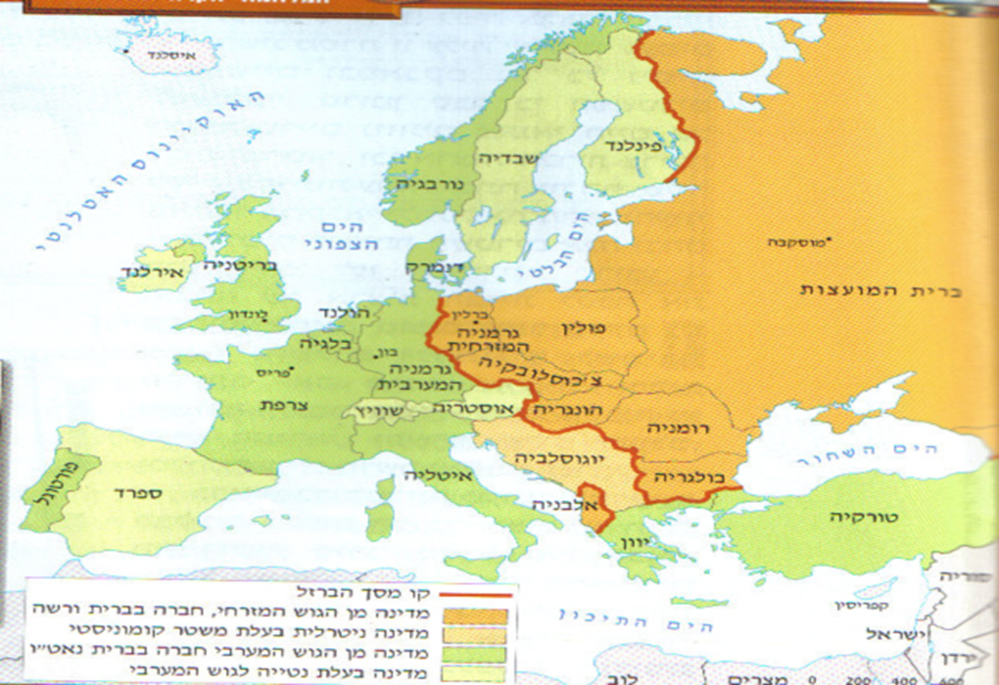 איסלנד
האוקיינוס האטלנטי
פינלנד
שבדיה
נורבגיה
הים
הצפוני
הים הבלטי
מוסקבה
אירלנד
בריטניה
דנמרק
ברית המועצות
לונדון
הולנד
ברלין
גרמניה
המזרחית
פולין
בלגיה
בון
גרמניה
המערבית
פריס
צ'כוסלובקיה
צרפת
שוויץ
אוסטריה
הונגריה
רומניה
יוגוסלביה
הים השחור
פורטוגל
ספרד
איטליה
בולגריה
אלבניה
טורקיה
יוון
סוריה
קפריסין
הים התיכון
ישראל
ירדן
לוב
מצרים
0 200 400 600
קו מסך הברזל
מדינה מן הגוש המזרחי, חברה בברית ורשה
מדינה ניטרלית בעלת משטר קומוניסטי
מדינה מן הגוש המערבי חברה בברית נאט"ו
מדינה בעלת נטייה לגוש המערבי